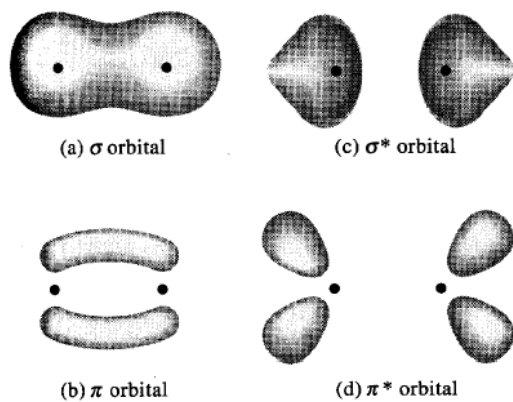 (a) σ orbital
(c) σ* orbital
(b) π orbital
(d) π* orbital